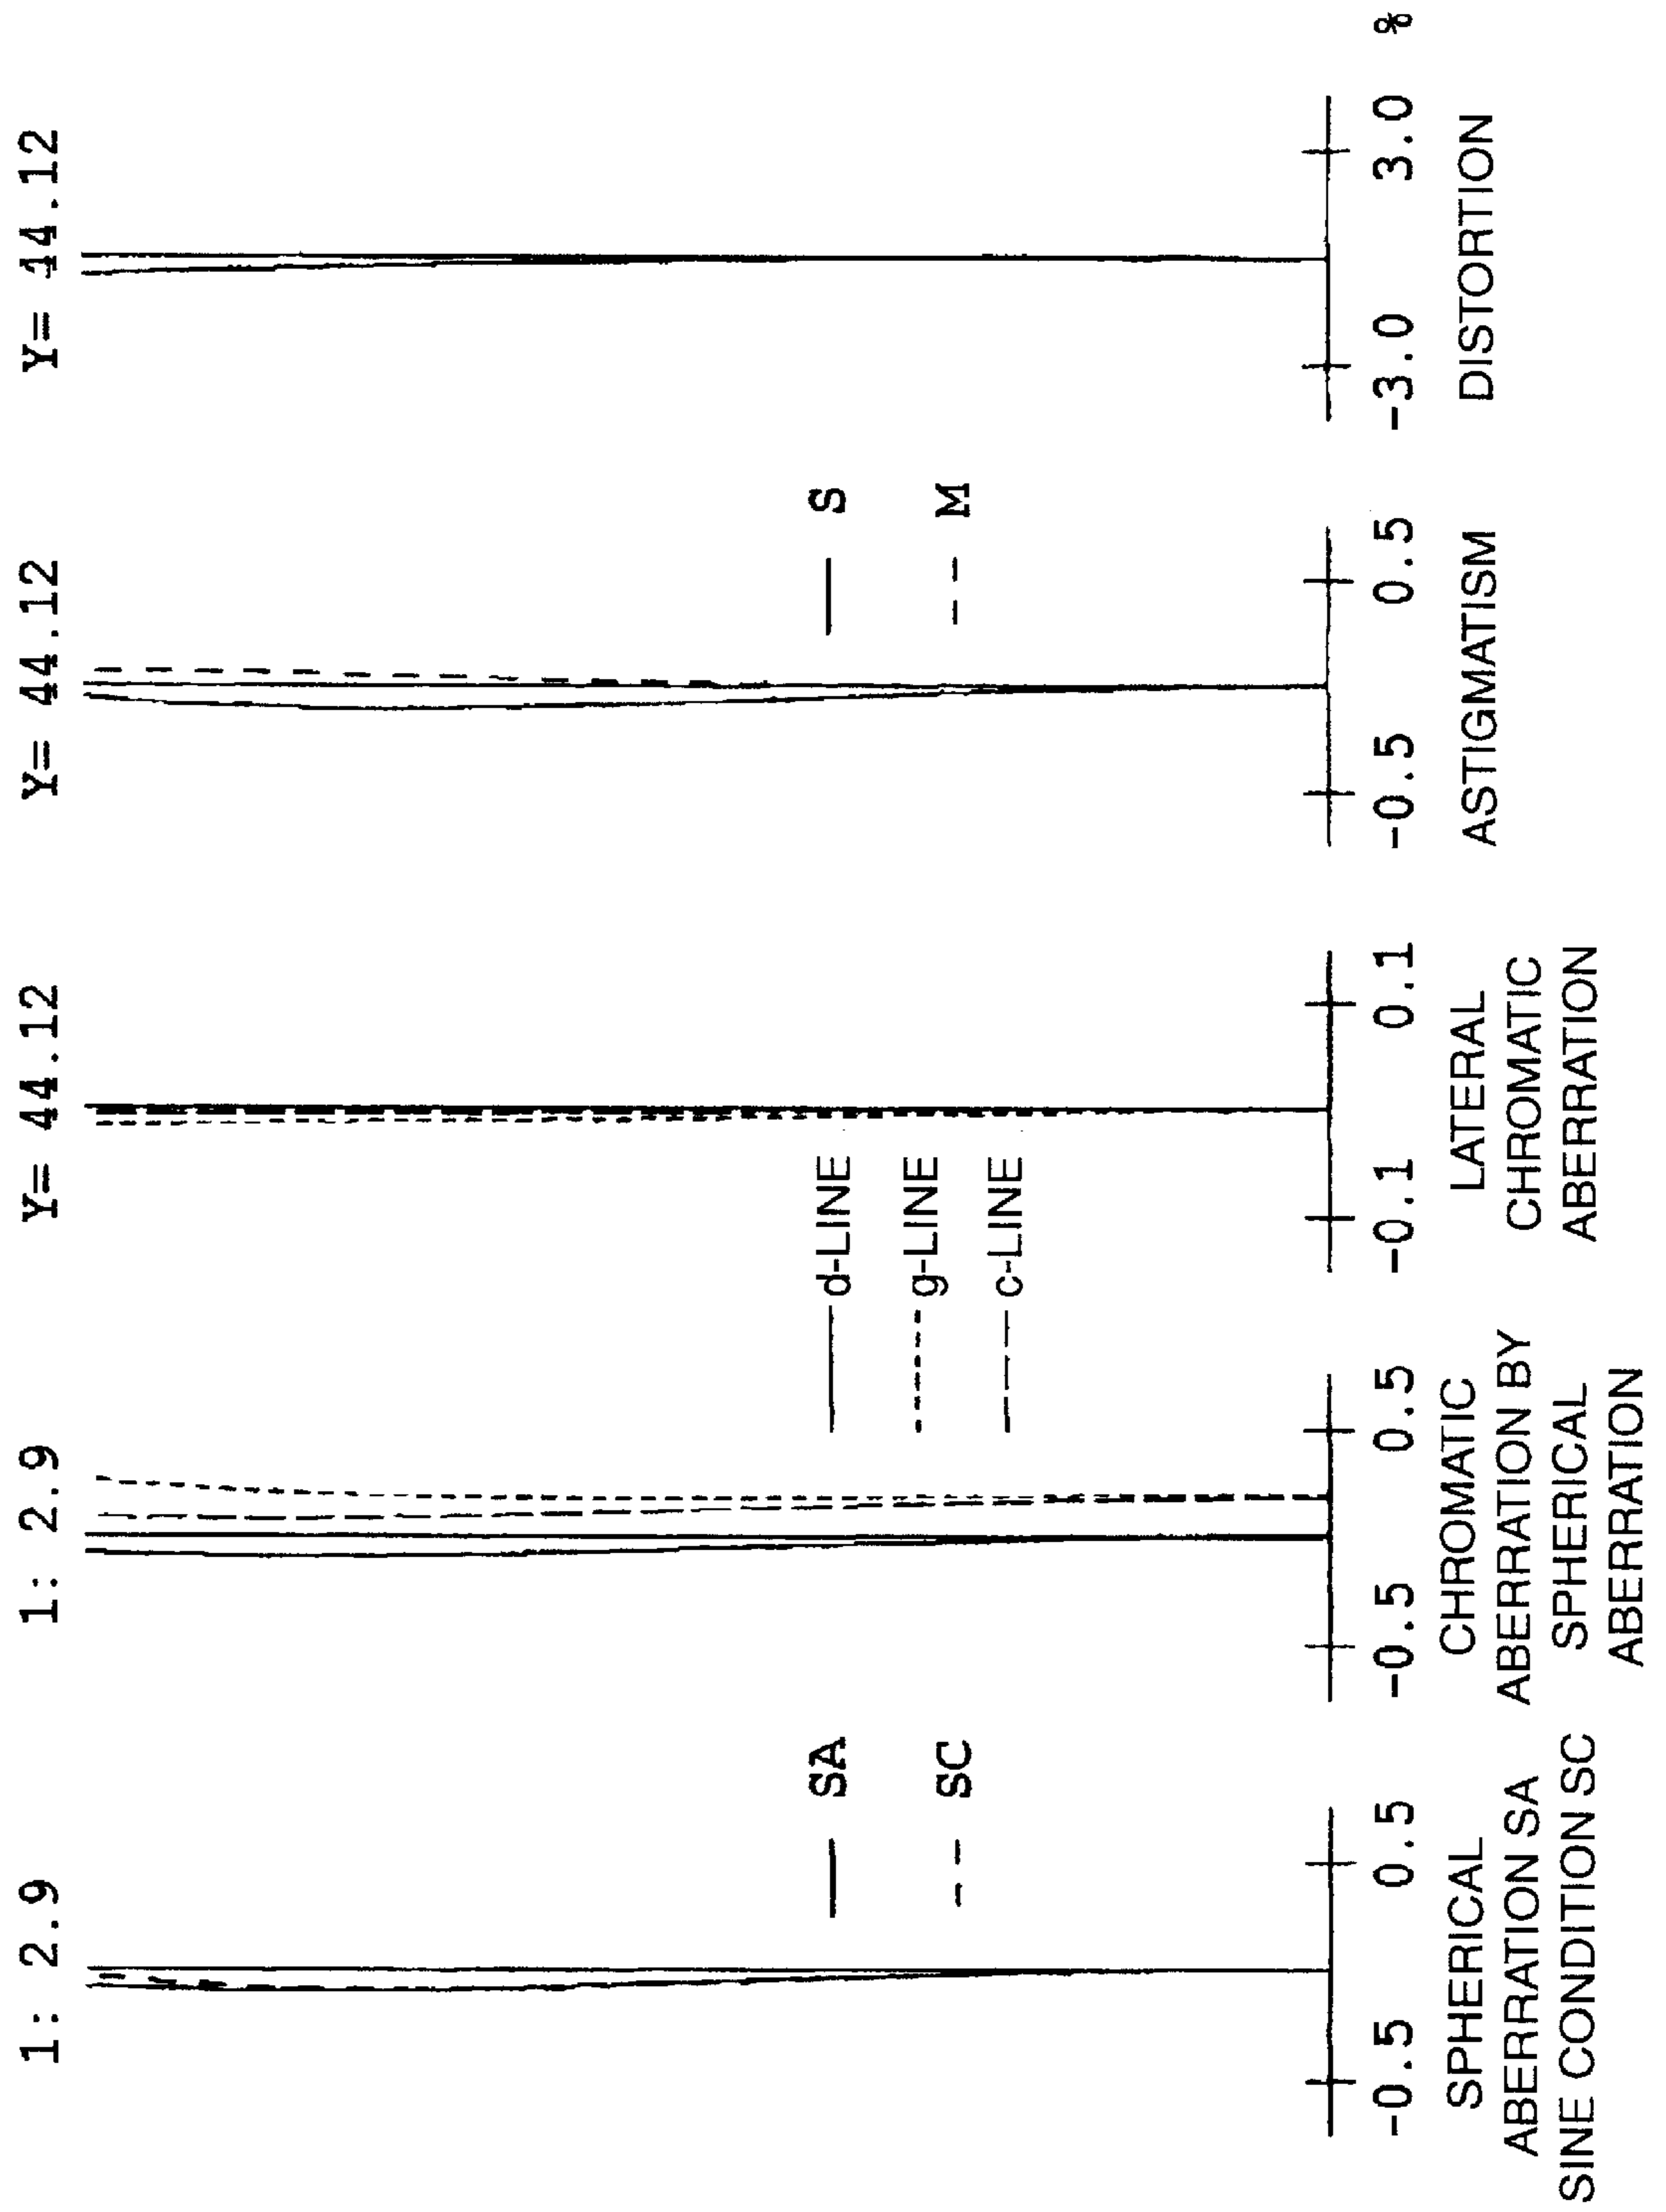 1: 2.9
SA
SC
-0.5
0.5
SPHERICAL
ABERRATION SA
SINE CONDITION SC
1: 2.9
d-LINE
g-LINE
c-LINE
-0.5
0.5
CHROMATIC
ABERRATION BY
SPHERICAL
ABERRATION
Y= 44.12
-0.1
0.1
LATERAL
CHROMATIC
ABERRATION
Y= 44.12
S
M
-0.5
0.5
ASTIGMATISM
Y= 44.12
-3.0
3.0
%
DISTORTION